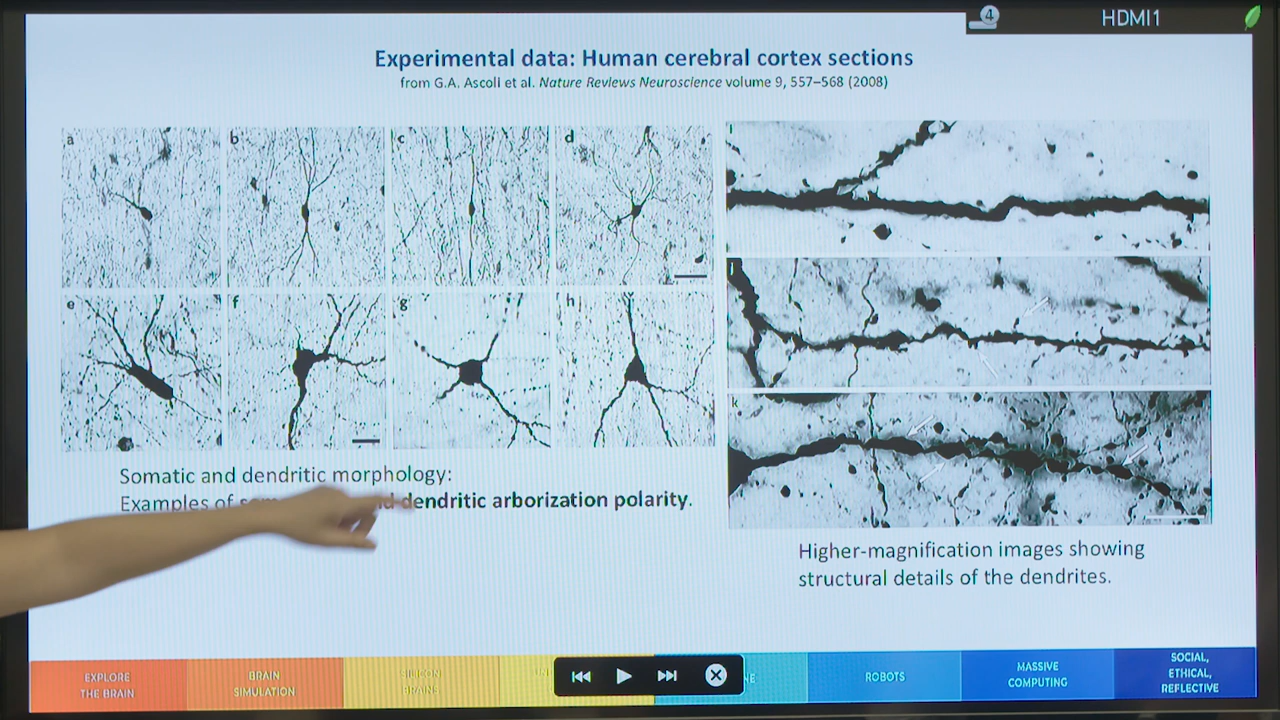 4
HDMI1
Experimental data: Human cerebral cortex sections
from G.A. Ascoli et al. Nature Reviews Neuroscience volume 9, 557–568 (2008)
a
b
c
d
i
e
f
g
h
j
k
Somatic and dendritic morphology:
Examples of dendritic arborization polarity.
Higher-magnification images showing
structural details of the dendrites.
EXPLORE
THE BRAIN
BRAIN
SIMULATION
SILICON
BRAINS
ROBOTS
MASSIVE
COMPUTING
SOCIAL,
ETHICAL,
REFLECTIVE